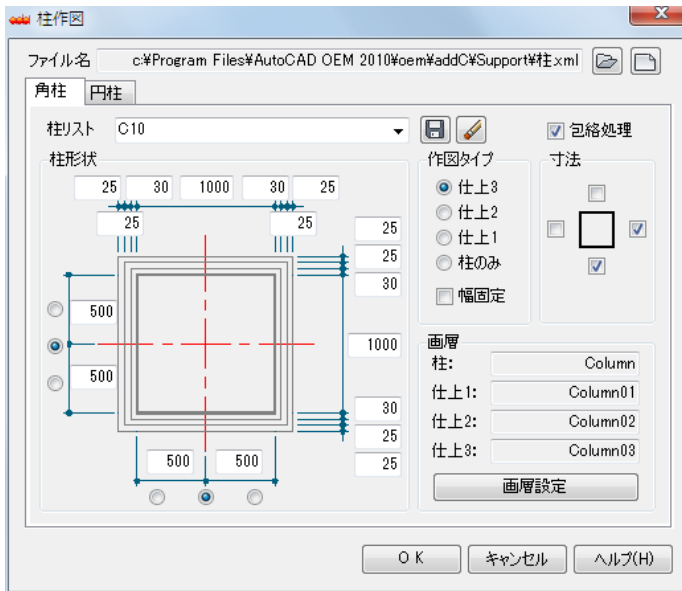 柱作図
ファイル名 c:¥Program Files¥AutoCAD OEM 2010¥oem¥addC¥Support¥柱.xml
角柱 円柱
柱リスト C10 包絡処理
柱形状 作図タイプ 寸法
25 30 1000 30 25
25 25
25
25
30
500
1000
500
30
25
25
500 500
仕上3
仕上2
仕上1
柱のみ
幅固定
画層
柱: Column
仕上1: Column01
仕上2: Column02
仕上3: Column03
画層設定
OK キャンセル ヘルプ(H)